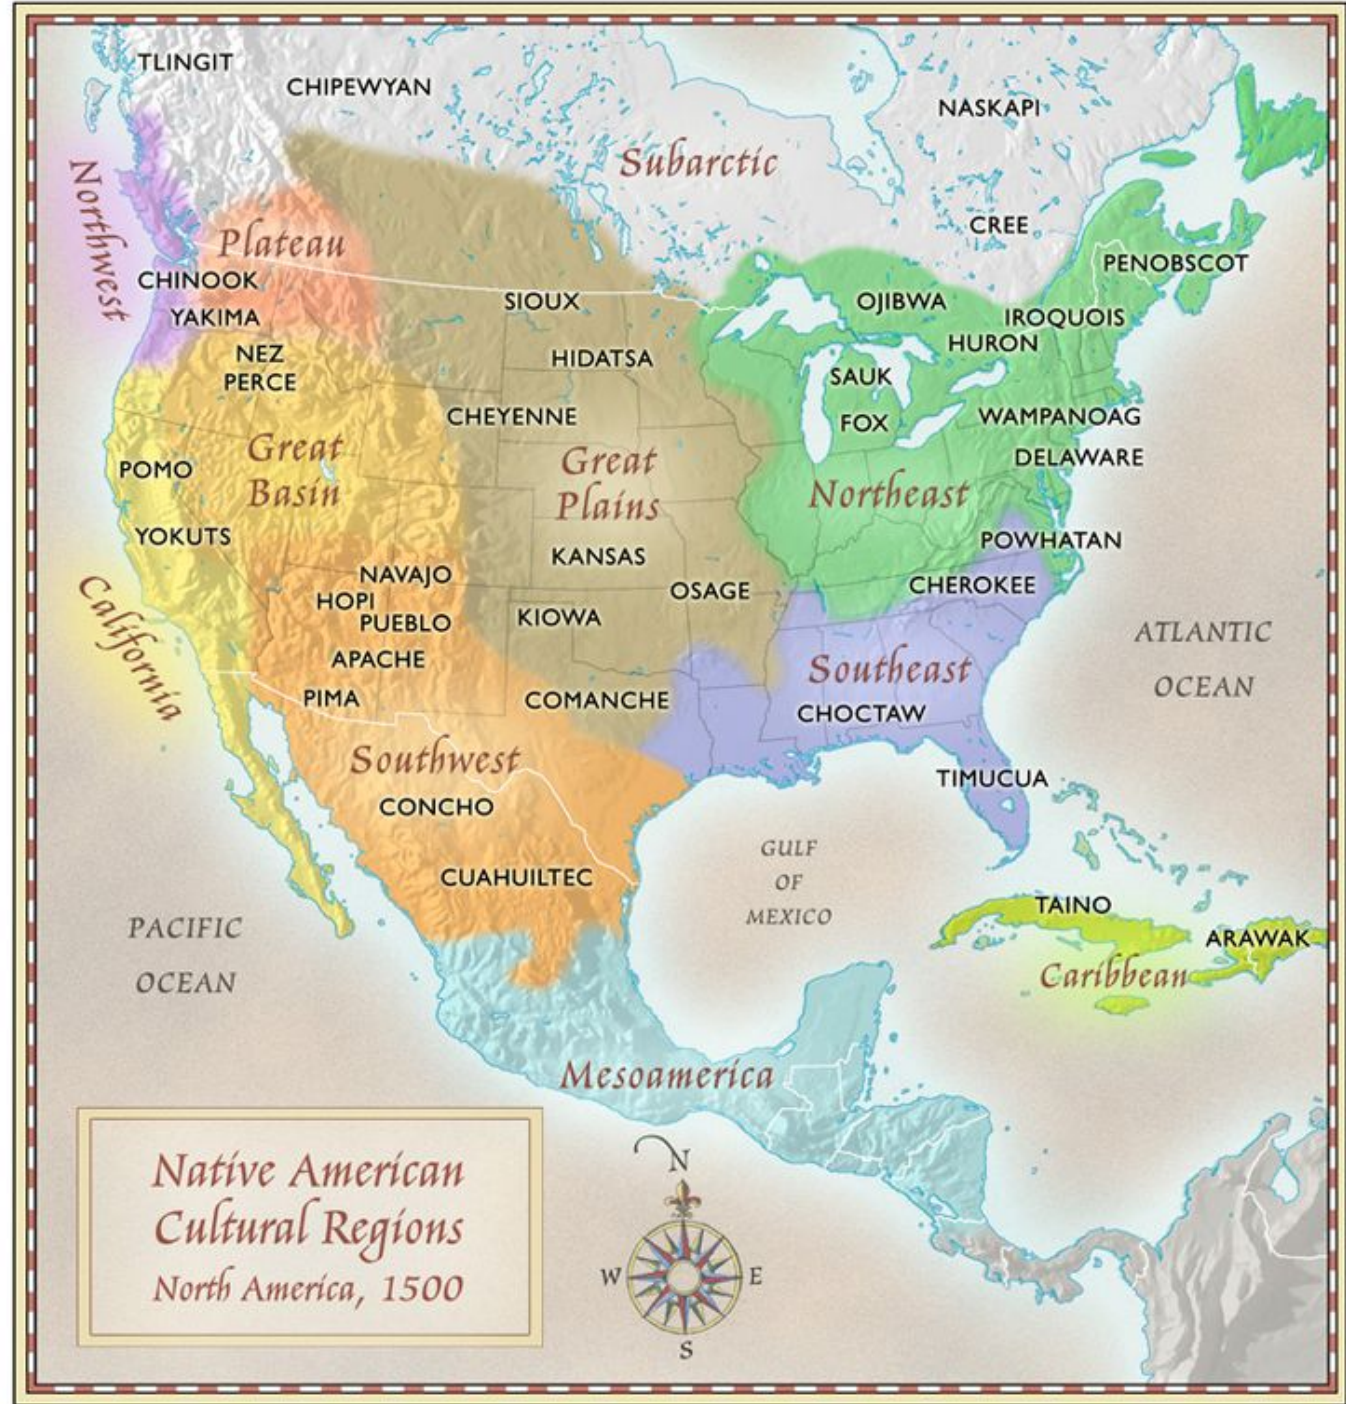 TLINGIT
CHIPEWYAN
NASKAPI
Subarctic
Northwest
Plateau
CREE
PENOBSCOT
CHINOOK
SIOUX
OJIBWA
YAKIMA
IROQUOIS
HURON
NEZ
PERCE
HIDATSA
SAUK
CHEYENNE
FOX
WAMPANOAG
Great
Basin
Great
Plains
DELAWARE
POMO
Northeast
YOKUTS
POWHATAN
KANSAS
NAVAJO
CHEROKEE
HOPI
OSAGE
PUEBLO
KIOWA
California
ATLANTIC
OCEAN
APACHE
Southeast
PIMA
COMANCHE
CHOCTAW
Southwest
TIMUCUA
CONCHO
GULF
OF
MEXICO
CUAHUILTEC
TAINO
PACIFIC
OCEAN
ARAWAK
Caribbean
Mesoamerica
Native American
Cultural Regions
North America, 1500
N
W
E
S